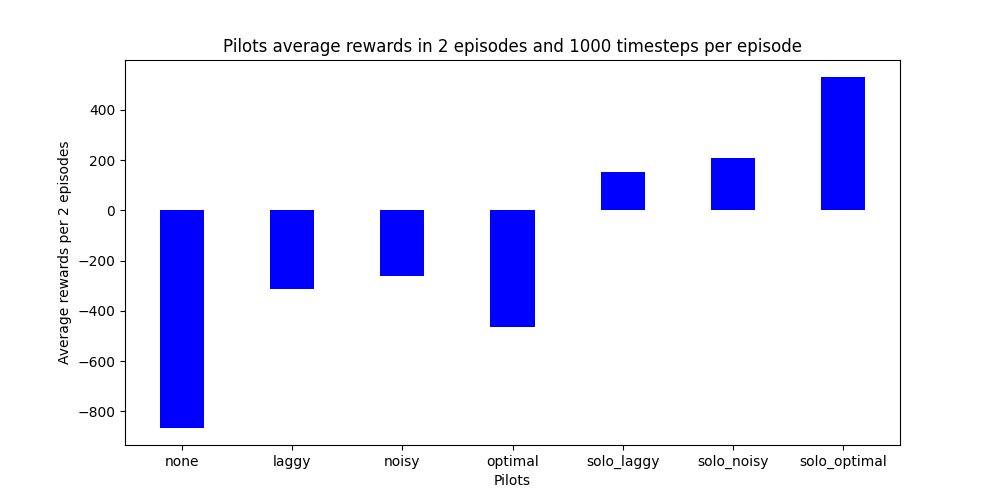 Pilots average rewards in 2 episodes and 1000 timesteps per episode
Average rewards per 2 episodes
400
200
0
−200
−400
−600
−800
none laggy noisy optimal solo_laggy solo_noisy solo_optimal
Pilots